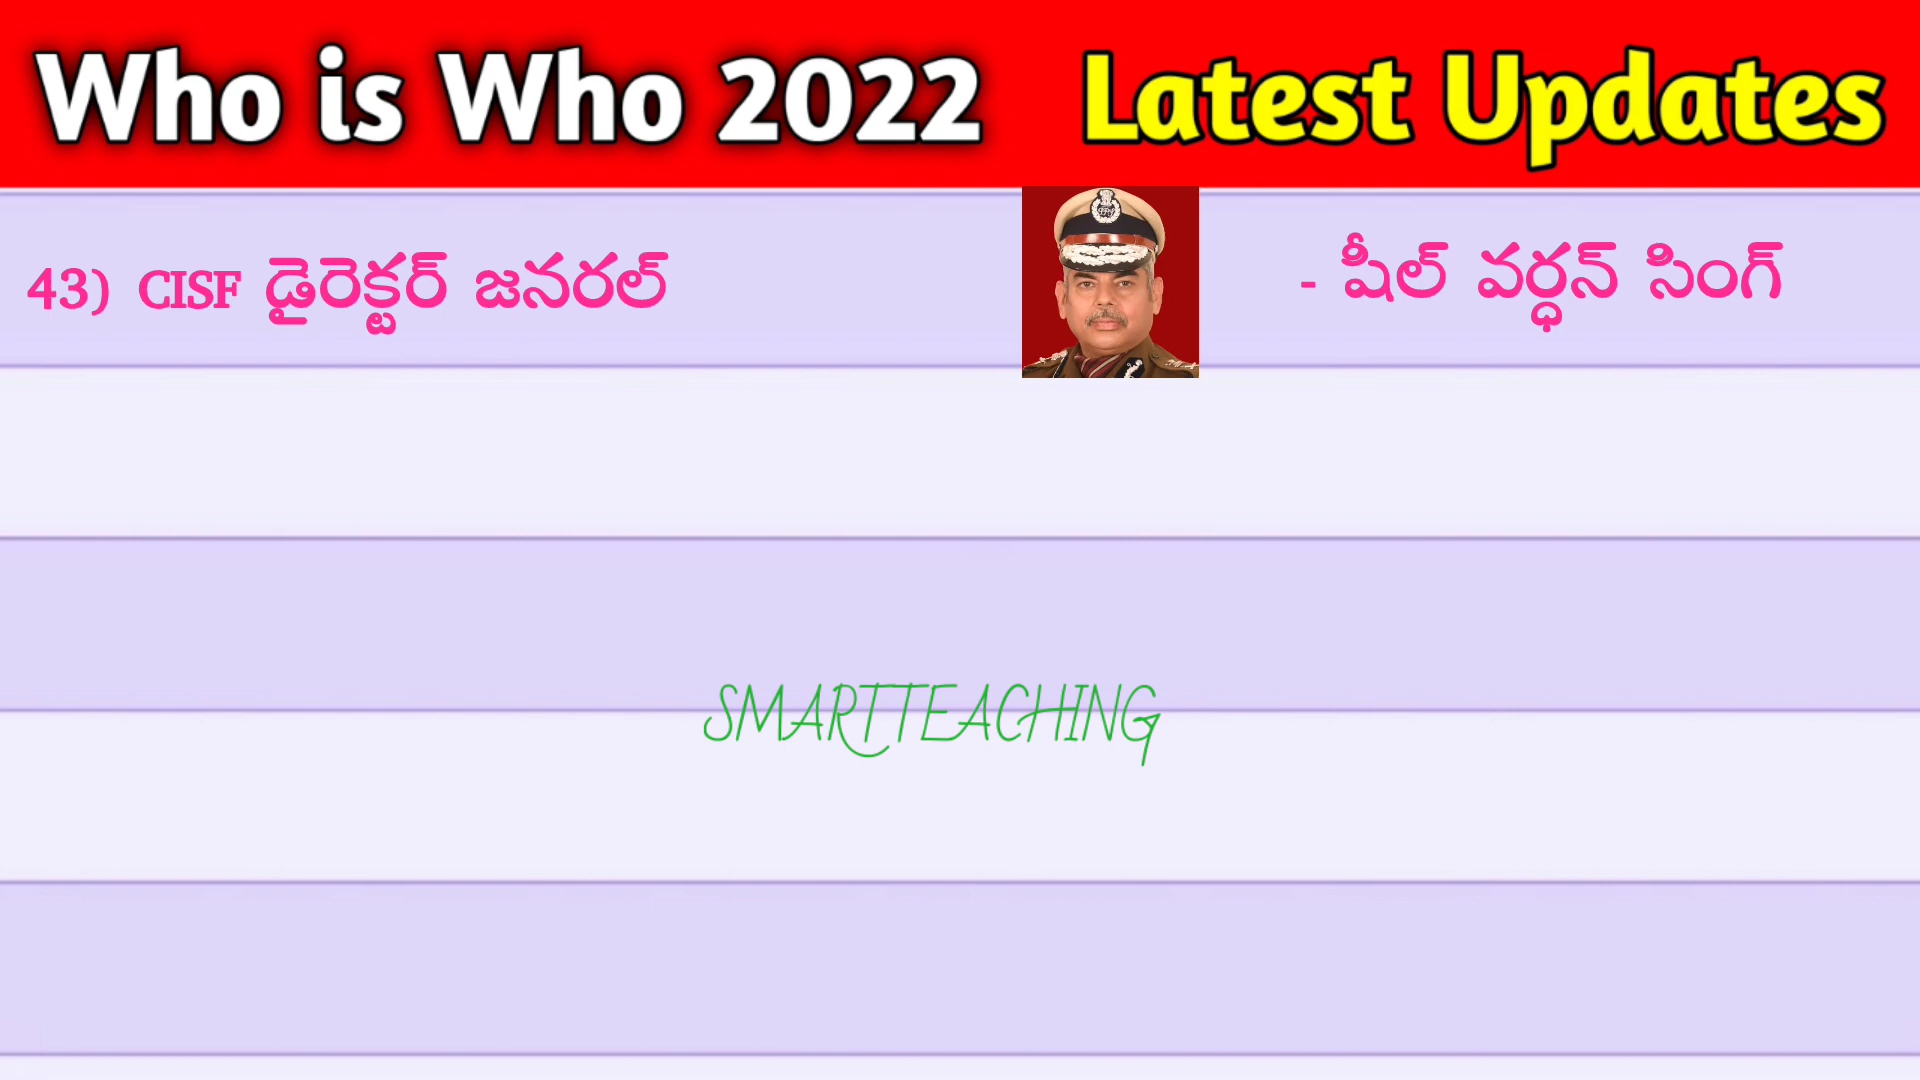 Who is Who 2022 Latest Updates
43) CISF డైరెక్టర్ జనరల్ - షీల్ వర్ధన్ సింగ్
SMARTTEACHING